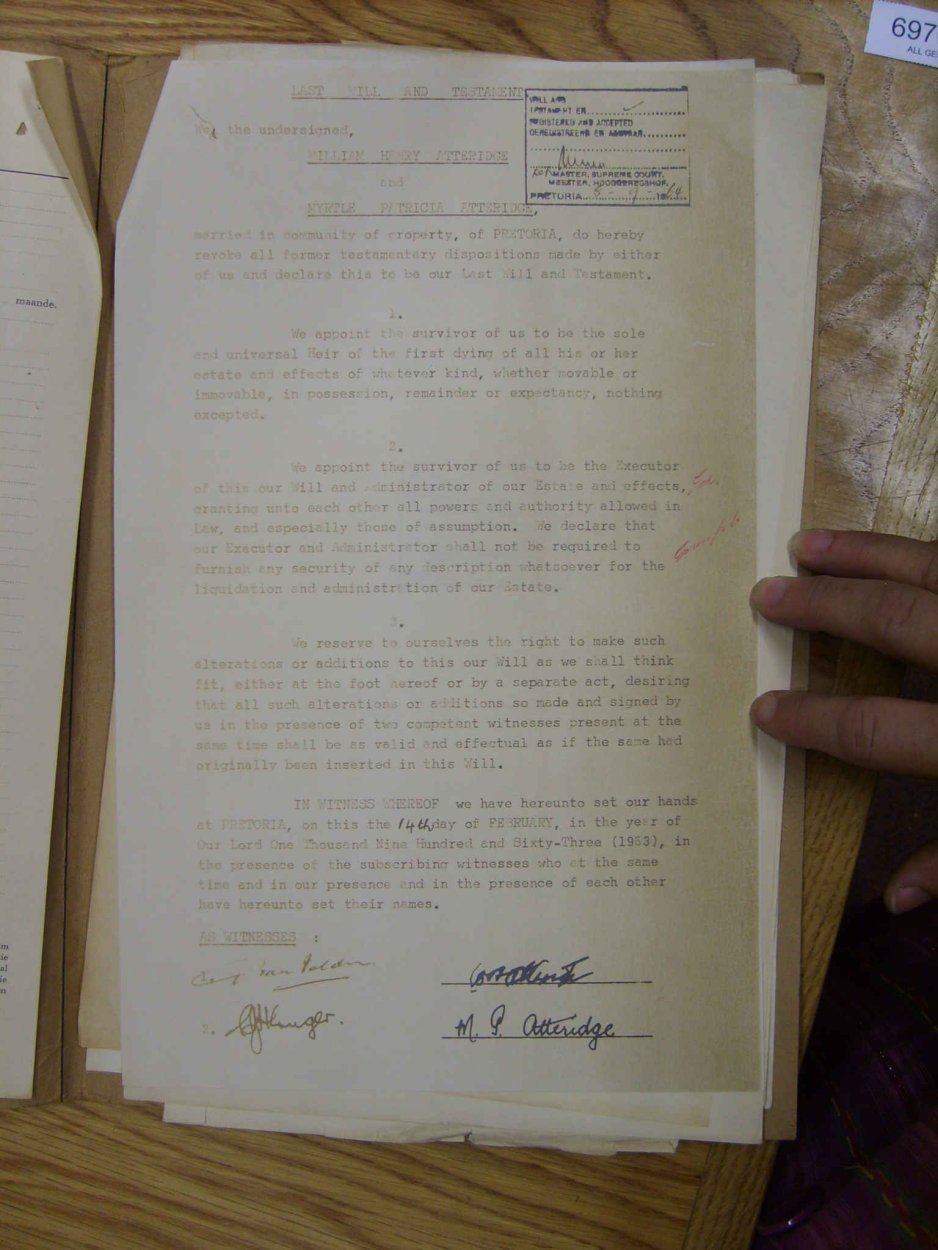 697
ALL GE
LAST WILL AND TESTAMENT
WILL AND
TESTAMENT EN
REGISTERED AND ACCEPTED
GEREGISTREERD EN AANVAAR
MASTER, SUPREME COURT.
MEESTER, HOOGGEREGSHOF.
PRETORIA 8 - 9 - 1964
We, the undersigned,
WILLIAM HENRY ATTERIDGE
and
MYRTLE PATRICIA ATTERIDGE,
married in community of property, of PRETORIA, do hereby
revoke all former testamentary dispositions made by either
of us and declare this to be our Last Will and Testament.
maande.
1.
We appoint the survivor of us to be the sole
and universal Heir of the first dying of all his or her
estate and effects of whatever kind, whether movable or
immovable, in possession, remainder or expectancy, nothing
excepted.
2.
We appoint the survivor of us to be the Executor
of this our Will and Administrator of our Estate and effects,
granting unto each other all powers and authority allowed in
Law, and especially those of assumption. We declare that
our Executor and Administrator shall not be required to
furnish any security of any description whatsoever for the
liquidation and administration of our Estate.
3.
We reserve to ourselves the right to make such
alterations or additions to this our Will as we shall think
fit, either at the foot hereof or by a separate act, desiring
that all such alterations or additions so made and signed by
us in the presence of two competent witnesses present at the
same time shall be as valid and effectual as if the same had
originally been inserted in this Will.
IN WITNESS WHEREOF we have hereunto set our hands
at PRETORIA, on this the 14th day of FEBRUARY, in the year of
Our Lord One Thousand Nine Hundred and Sixty-Three (1963), in
the presence of the subscribing witnesses who at the same
time and in our presence and in the presence of each other
have hereunto set their names.
AS WITNESSES :
2. Kruger.
M. P. Atteridge